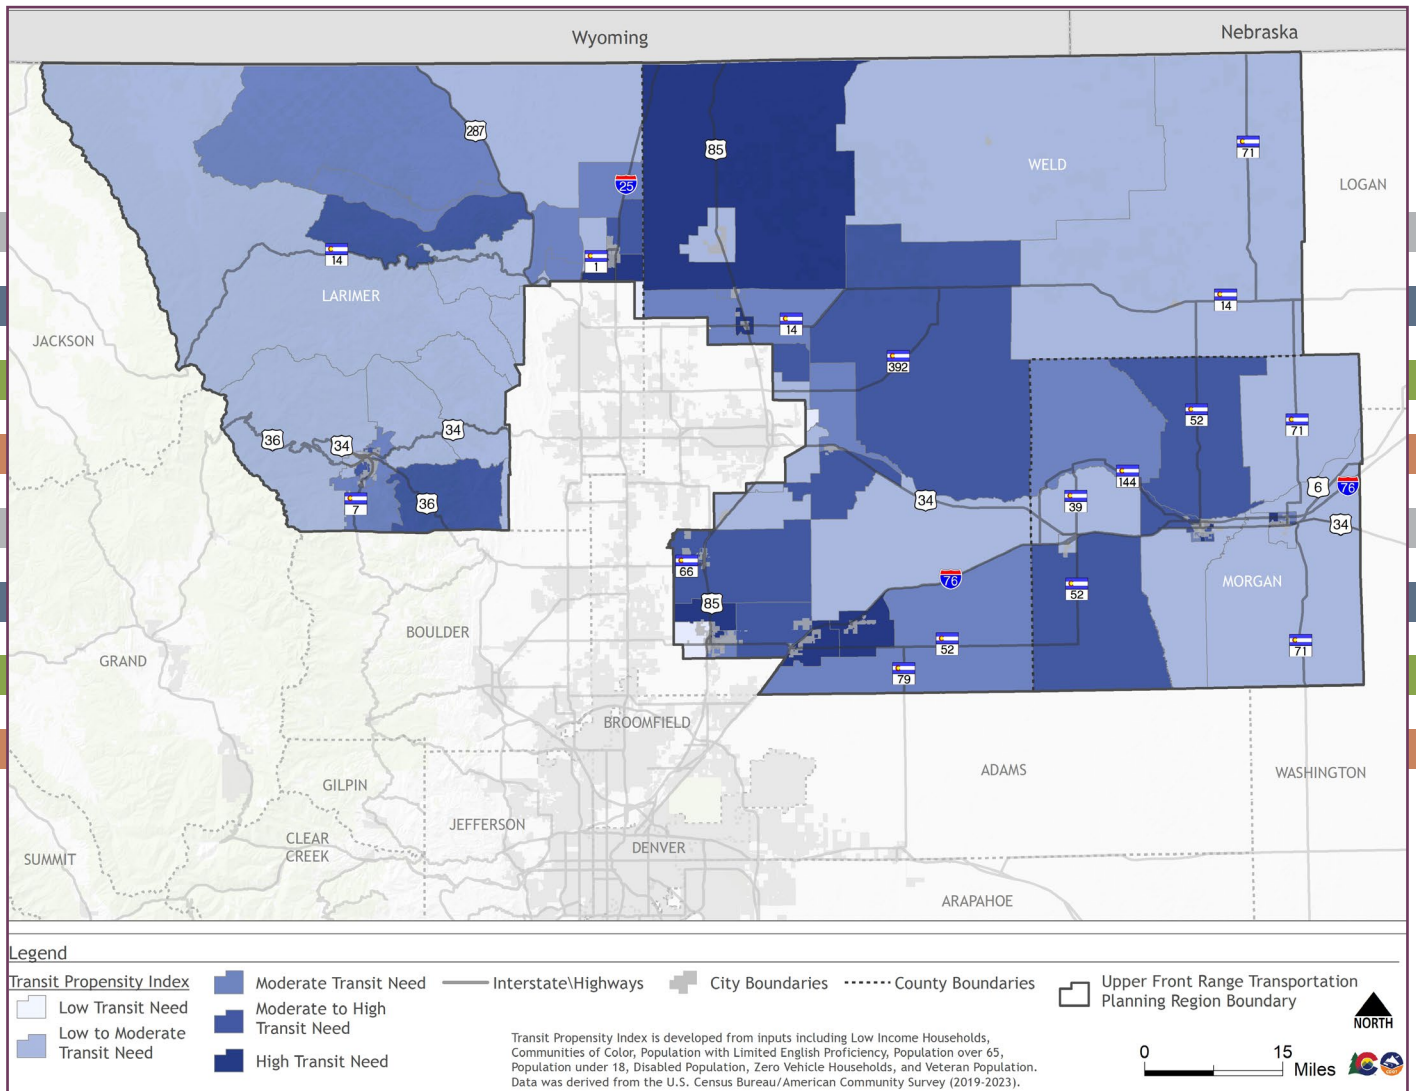 Wyoming
Nebraska
287
25
85
71
WELD
LOGAN
14
1
LARIMER
14
14
JACKSON
392
52
71
36
34
34
36
7
144
39
34
6
76
34
66
76
52
MORGAN
85
BOULDER
52
71
GRAND
79
BROOMFIELD
ADAMS
WASHINGTON
GILPIN
JEFFERSON
CLEAR
CREEK
DENVER
SUMMIT
ARAPAHOE
Legend
Transit Propensity Index
Low Transit Need
Low to Moderate
Transit Need
Moderate Transit Need
Moderate to High
Transit Need
High Transit Need
Interstate\Highways
City Boundaries
County Boundaries
Upper Front Range Transportation
Planning Region Boundary
Transit Propensity Index is developed from inputs including Low Income Households,
Communities of Color, Population with Limited English Proficiency, Population over 65,
Population under 18, Disabled Population, Zero Vehicle Households, and Veteran Population.
Data was derived from the U.S. Census Bureau/American Community Survey (2019-2023).
0 15
Miles
NORTH